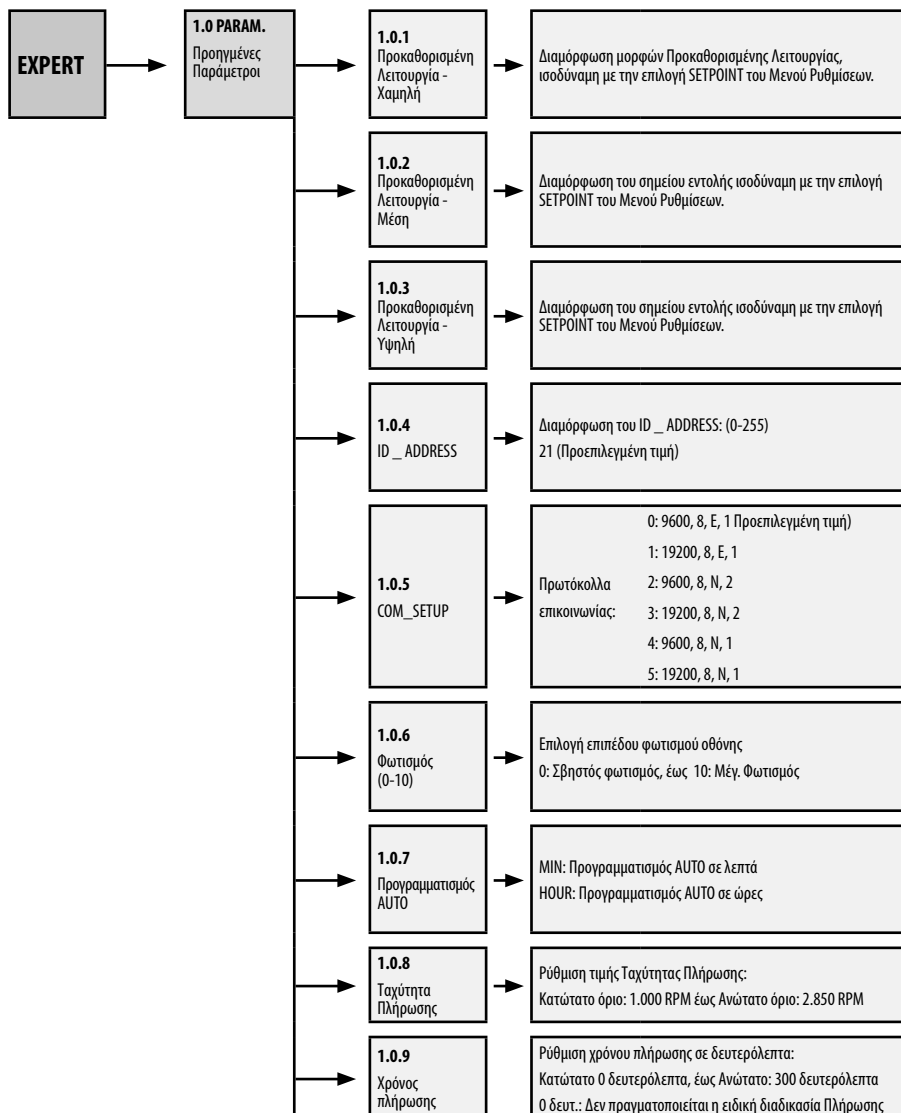 EXPERT
1.0 PARAM.
Προηγμένες
Παράμετροι
1.0.1
Προκαθορισμένη
Λειτουργία -
Χαμηλή
Διαμόρφωση μορφών Προκαθορισμένης Λειτουργίας,
ισοδύναμη με την επιλογή SETPOINT του Μενού Ρυθμίσεων.
1.0.2
Προκαθορισμένη
Λειτουργία -
Μέση
Διαμόρφωση του σημείου εντολής ισοδύναμη με την επιλογή
SETPOINT του Μενού Ρυθμίσεων.
1.0.3
Προκαθορισμένη
Λειτουργία -
Υψηλή
Διαμόρφωση του σημείου εντολής ισοδύναμη με την επιλογή
SETPOINT του Μενού Ρυθμίσεων.
1.0.4
ID _ ADDRESS
Διαμόρφωση του ID _ ADDRESS: (0-255)
21 (Προεπιλεγμένη τιμή)
1.0.5
COM_SETUP
Πρωτόκολλα
επικοινωνίας:
0: 9600, 8, E, 1 Προεπιλεγμένη τιμή)
1: 19200, 8, E, 1
2: 9600, 8, N, 2
3: 19200, 8, N, 2
4: 9600, 8, N, 1
5: 19200, 8, N, 1
1.0.6
Φωτισμός
(0-10)
Επιλογή επιπέδου φωτισμού οθόνης
0: Σβηστός φωτισμός, έως 10: Μέγ. Φωτισμός
1.0.7
Προγραμματισμός
AUTO
MIN: Προγραμματισμός AUTO σε λεπτά
HOUR: Προγραμματισμός AUTO σε ώρες
1.0.8
Ταχύτητα
Πλήρωσης
Ρύθμιση τιμής Ταχύτητας Πλήρωσης:
Κατώτατο όριο: 1.000 RPM έως Ανώτατο όριο: 2.850 RPM
1.0.9
Χρόνος
πλήρωσης
Ρύθμιση χρόνου πλήρωσης σε δευτερόλεπτα:
Κατώτατο 0 δευτερόλεπτα, έως Ανώτατο: 300 δευτερόλεπτα
0 δευτ.: Δεν πραγματοποιείται η ειδική διαδικασία Πλήρωσης